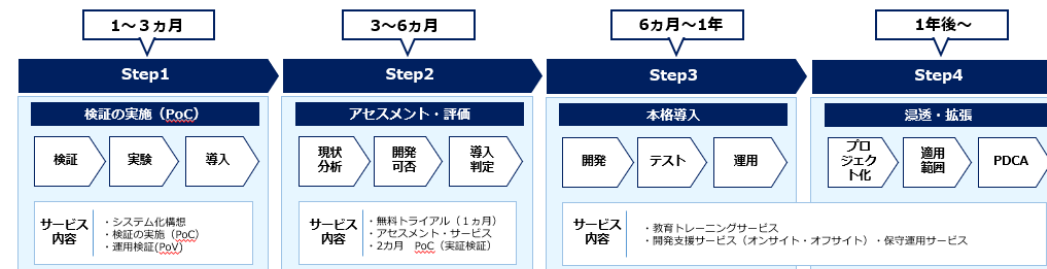 1～3ヵ月
3～6カ月
6カ月～1年
1年後～
Step1
Step2
Step3
Step4
検証の実施（PoC）
アセスメント・評価
本格導入
浸透・拡張
検証
実験
導入
現状
分析
開発
可否
導入
判定
開発
テスト
運用
プロ
ジェク
ト化
適用
範囲
PDCA
サービス
内容
・システム化構想
・検証の実施（PoC）
・運用検証(PoV)
サービス
内容
・無料トライアル（１ヵ月）
・アセスメント・サービス
・2カ月　PoC（実証検証）
サービス
内容
・教育トレーニングサービス
・開発支援サービス（オンサイト・オフサイト）・保守運用サービス